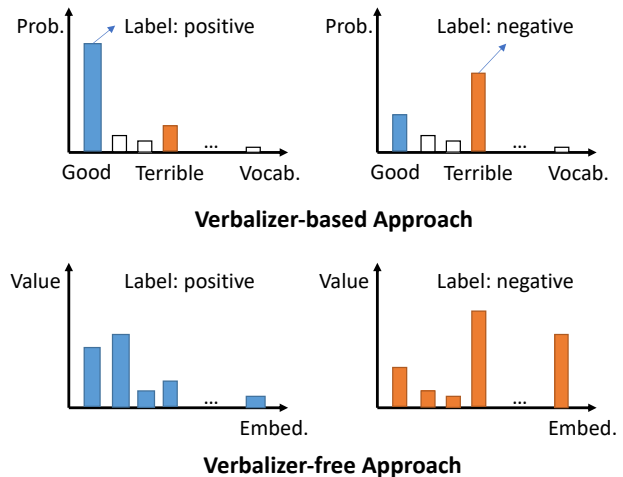 Prob. Label: positive
...
Good Terrible Vocab.
Prob. Label: negative
...
Good Terrible Vocab.
Verbalizer-based Approach
Value Label: positive
...
Embed.
Value Label: negative
...
Embed.
Verbalizer-free Approach